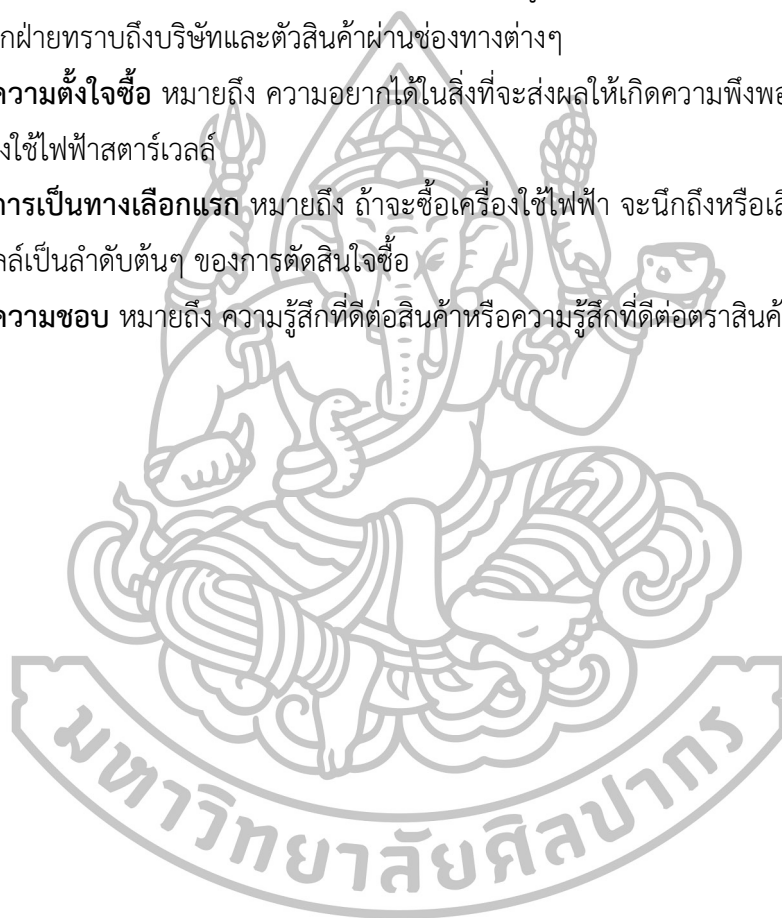 กฝ่ายทราบถึงบริษัทและตัวสินค้าผ่านช่องทางต่างๆ
ความตั้งใจซื้อ หมายถึง ความอยากได้ในสิ่งที่จะส่งผลให้เกิดความพึงพอ
งใช้ไฟฟ้าสตาร์เวลล์
การเป็นทางเลือกแรก หมายถึง ถ้าจะซื้อเครื่องใช้ไฟฟ้า จะนึกถึงหรือเลื
ลล์เป็นลำดับต้นๆ ของการตัดสินใจซื้อ
ความชอบ หมายถึง ความรู้สึกที่ดีต่อสินค้าหรือความรู้สึกที่ดีต่อตราสินค้
มหาวิทยาลัยศิลปากร